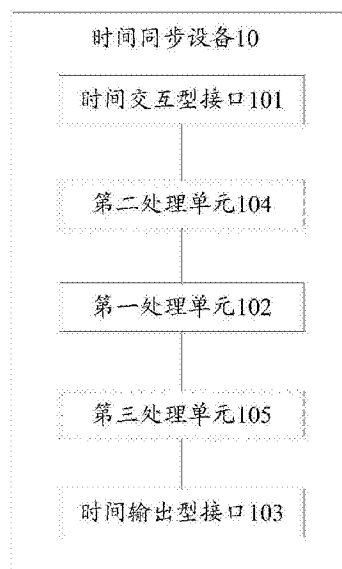 时间同步设备10
时间交互型接口101
第二处理单元104
第一处理单元102
第三处理单元105
时间输出型接口103